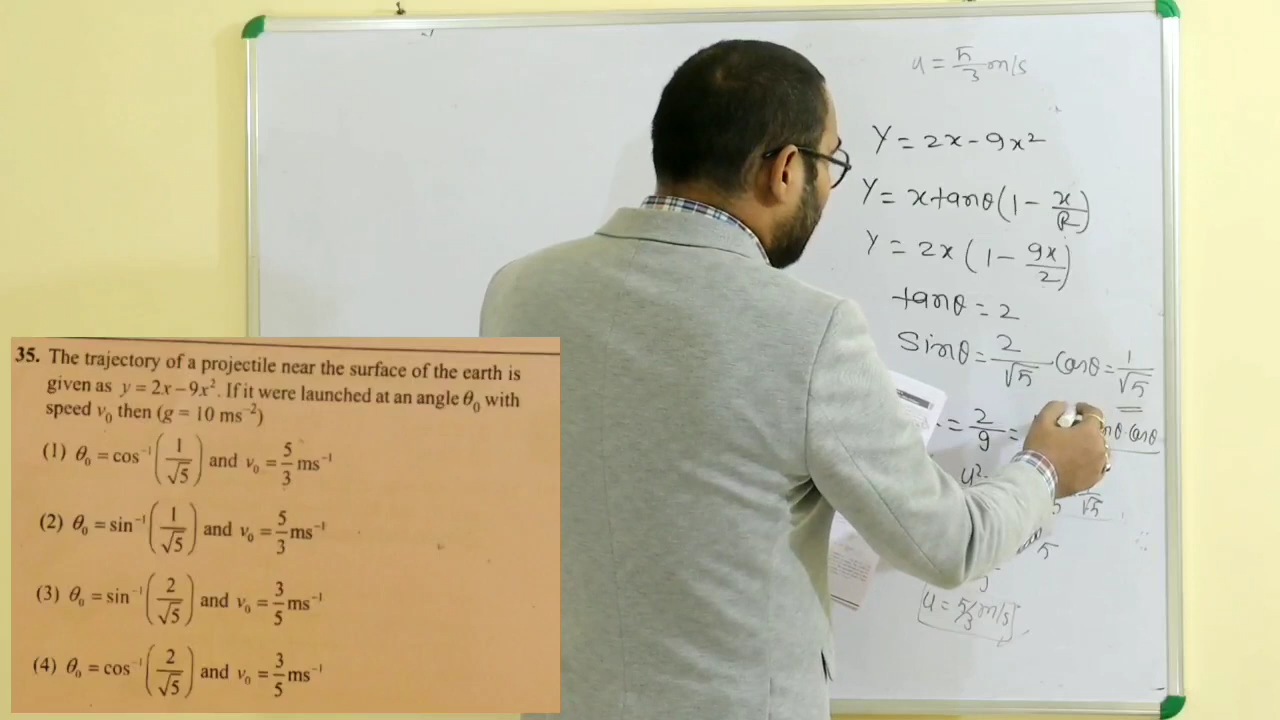 u = 5/3 m/s
Y = 2x - 9x²
Y = x tanθ (1 - x/R)
Y = 2x (1 - 9x/2)
tanθ = 2
Sinθ = 2/√5 Cosθ = 1/√5
= 2/9 = θ·Cosθ
u² 1/√5
5
u = 5/3 m/s
35. The trajectory of a projectile near the surface of the earth is
given as y = 2x – 9x². If it were launched at an angle θ₀ with
speed v₀ then (g = 10 ms⁻²)
(1) θ₀ = cos⁻¹(1/√5) and v₀ = 5/3 ms⁻¹
(2) θ₀ = sin⁻¹(1/√5) and v₀ = 5/3 ms⁻¹
(3) θ₀ = sin⁻¹(2/√5) and v₀ = 3/5 ms⁻¹
(4) θ₀ = cos⁻¹(2/√5) and v₀ = 3/5 ms⁻¹